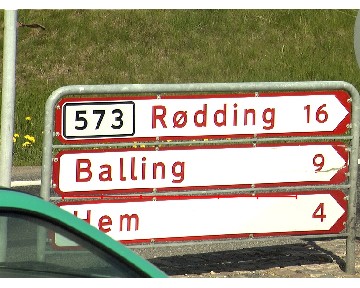 573 Rødding 16
Balling 9
Hem 4